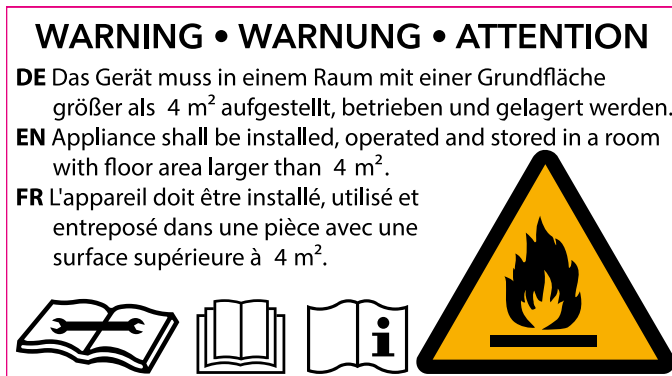 WARNING • WARNUNG • ATTENTION
DE Das Gerät muss in einem Raum mit einer Grundfläche
größer als 4 m² aufgestellt, betrieben und gelagert werden.
EN Appliance shall be installed, operated and stored in a room
with floor area larger than 4 m².
FR L'appareil doit être installé, utilisé et
entreposé dans une pièce avec une
surface supérieure à 4 m².
i